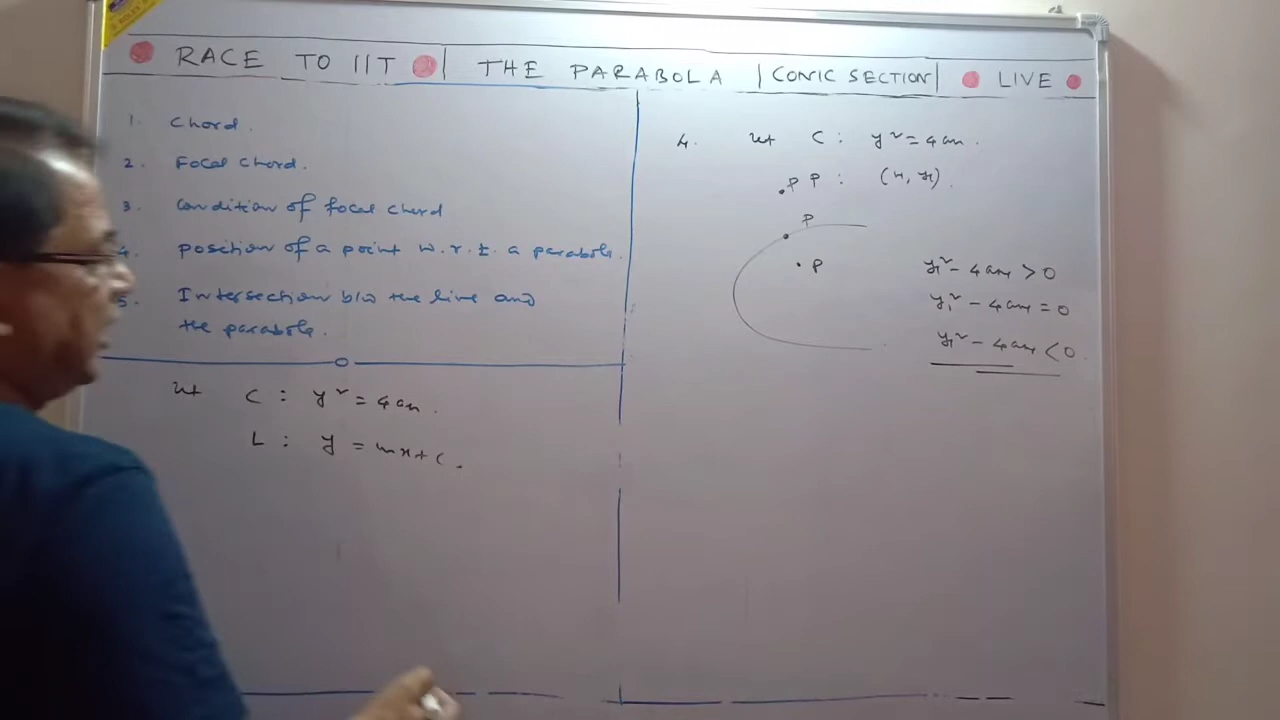 RACE TO IIT | THE PARABOLA | CONIC SECTION | LIVE
1. Chord.
2. Focal chord.
3. Condition of focal chord
4. position of a point w.r.t. a parabola.
5. Intersection b/w the line and
the parabola.
Let C : y² = 4ax.
L : y = mx + c.
4. Let C : y² = 4ax.
P : (x₁, y₁).
P
P
P
y₁² - 4ax₁ > 0
y₁² - 4ax₁ = 0
y₁² - 4ax₁ < 0.